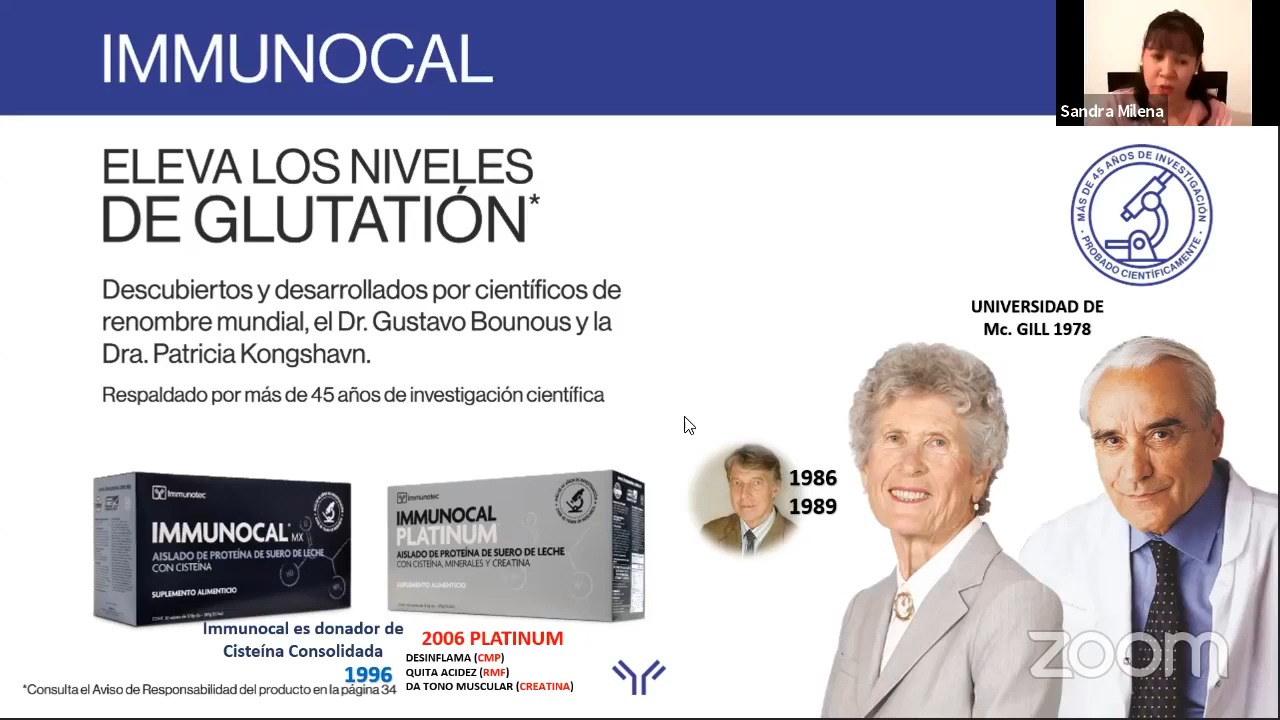 IMMUNOCAL
Sandra Milena
ELEVA LOS NIVELES
DE GLUTATIÓN*
Descubiertos y desarrollados por científicos de
renombre mundial, el Dr. Gustavo Bounous y la
Dra. Patricia Kongshavn.
Respaldado por más de 45 años de investigación científica
MÁS DE 45 AÑOS DE INVESTIGACIÓN
· PROBADO CIENTÍFICAMENTE ·
UNIVERSIDAD DE
Mc. GILL 1978
1986
1989
Immunotec
IMMUNOCAL MX
AISLADO DE PROTEÍNA DE SUERO DE LECHE
CON CISTEÍNA
SUPLEMENTO ALIMENTICIO
Immunotec
IMMUNOCAL
PLATINUM
AISLADO DE PROTEÍNA DE SUERO DE LECHE
CON CISTEÍNA, MINERALES Y CREATINA
SUPLEMENTO ALIMENTICIO
Immunocal es donador de
Cisteína Consolidada
1996
2006 PLATINUM
DESINFLAMA (CMP)
QUITA ACIDEZ (RMF)
DA TONO MUSCULAR (CREATINA)
*Consulta el Aviso de Responsabilidad del producto en la página 34
zoom